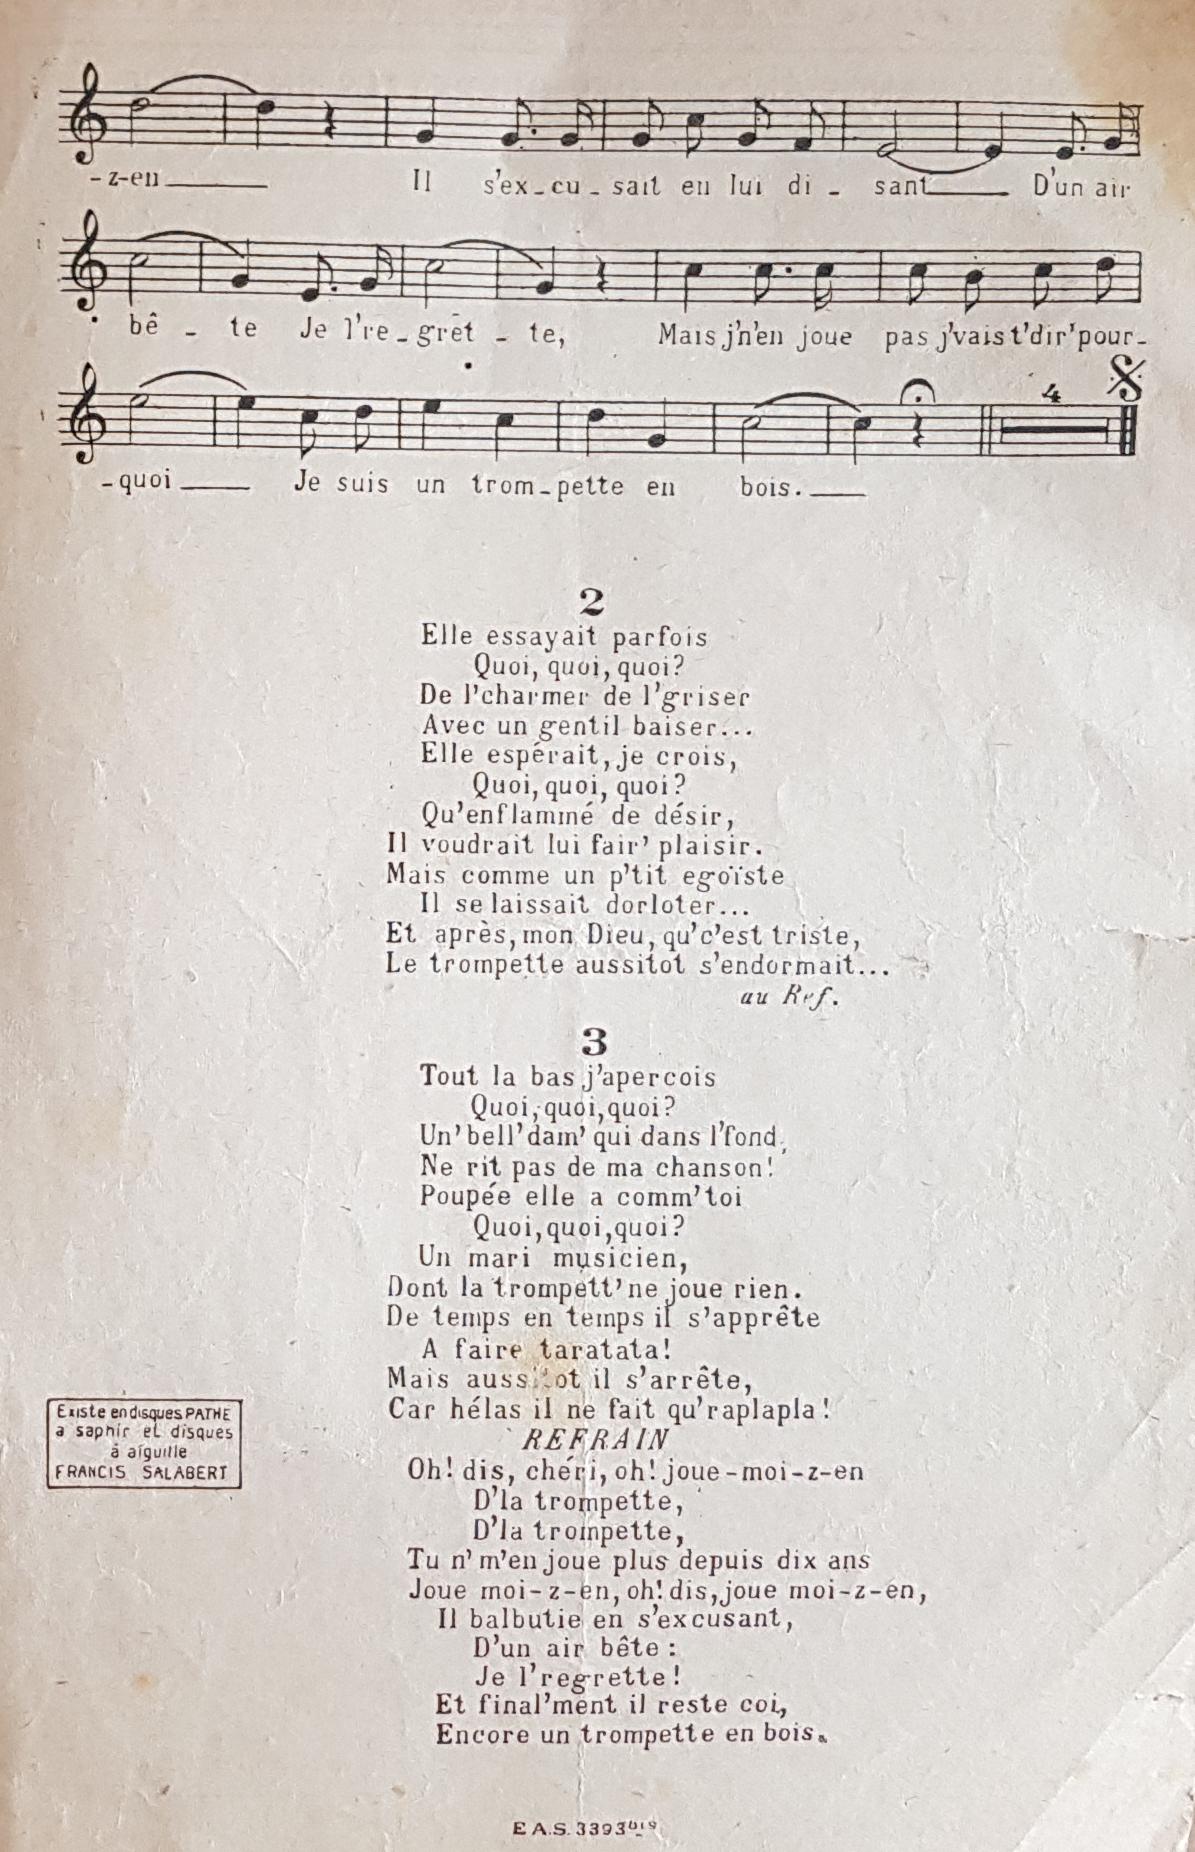 -z-en____ Il s'ex-cu-sait en lui di- sant____ D'un air
bê - te Je l're-gret - te, Mais j'n'en joue pas j'vais t'dir'pour-
4
-quoi____ Je suis un trom-pette en bois.____
2
Elle essayait parfois
Quoi, quoi, quoi?
De l'charmer de l'griser
Avec un gentil baiser...
Elle espérait, je crois,
Quoi, quoi, quoi?
Qu'enflammé de désir,
Il voudrait lui fair' plaisir.
Mais comme un p'tit egoïste
Il se laissait dorloter...
Et après, mon Dieu, qu'c'est triste,
Le trompette aussitot s'endormait...
au Ref.
3
Tout la bas j'apercois
Quoi, quoi, quoi?
Un' bell' dam' qui dans l'fond,
Ne rit pas de ma chanson!
Poupée elle a comm' toi
Quoi, quoi, quoi?
Un mari musicien,
Dont la trompett' ne joue rien.
De temps en temps il s'apprête
A faire taratata!
Mais aussitot il s'arrête,
Car hélas il ne fait qu'raplapla!
REFRAIN
Oh! dis, chéri, oh! joue-moi-z-en
D'la trompette,
D'la trompette,
Tu n' m'en joue plus depuis dix ans
Joue moi-z-en, oh! dis, joue moi-z-en,
Il balbutie en s'excusant,
D'un air bête:
Je l'regrette!
Et final'ment il reste coi,
Encore un trompette en bois.
Existe en disques PATHE
a saphir et disques
à aiguille
FRANCIS SALABERT
E.A.S. 3393bis